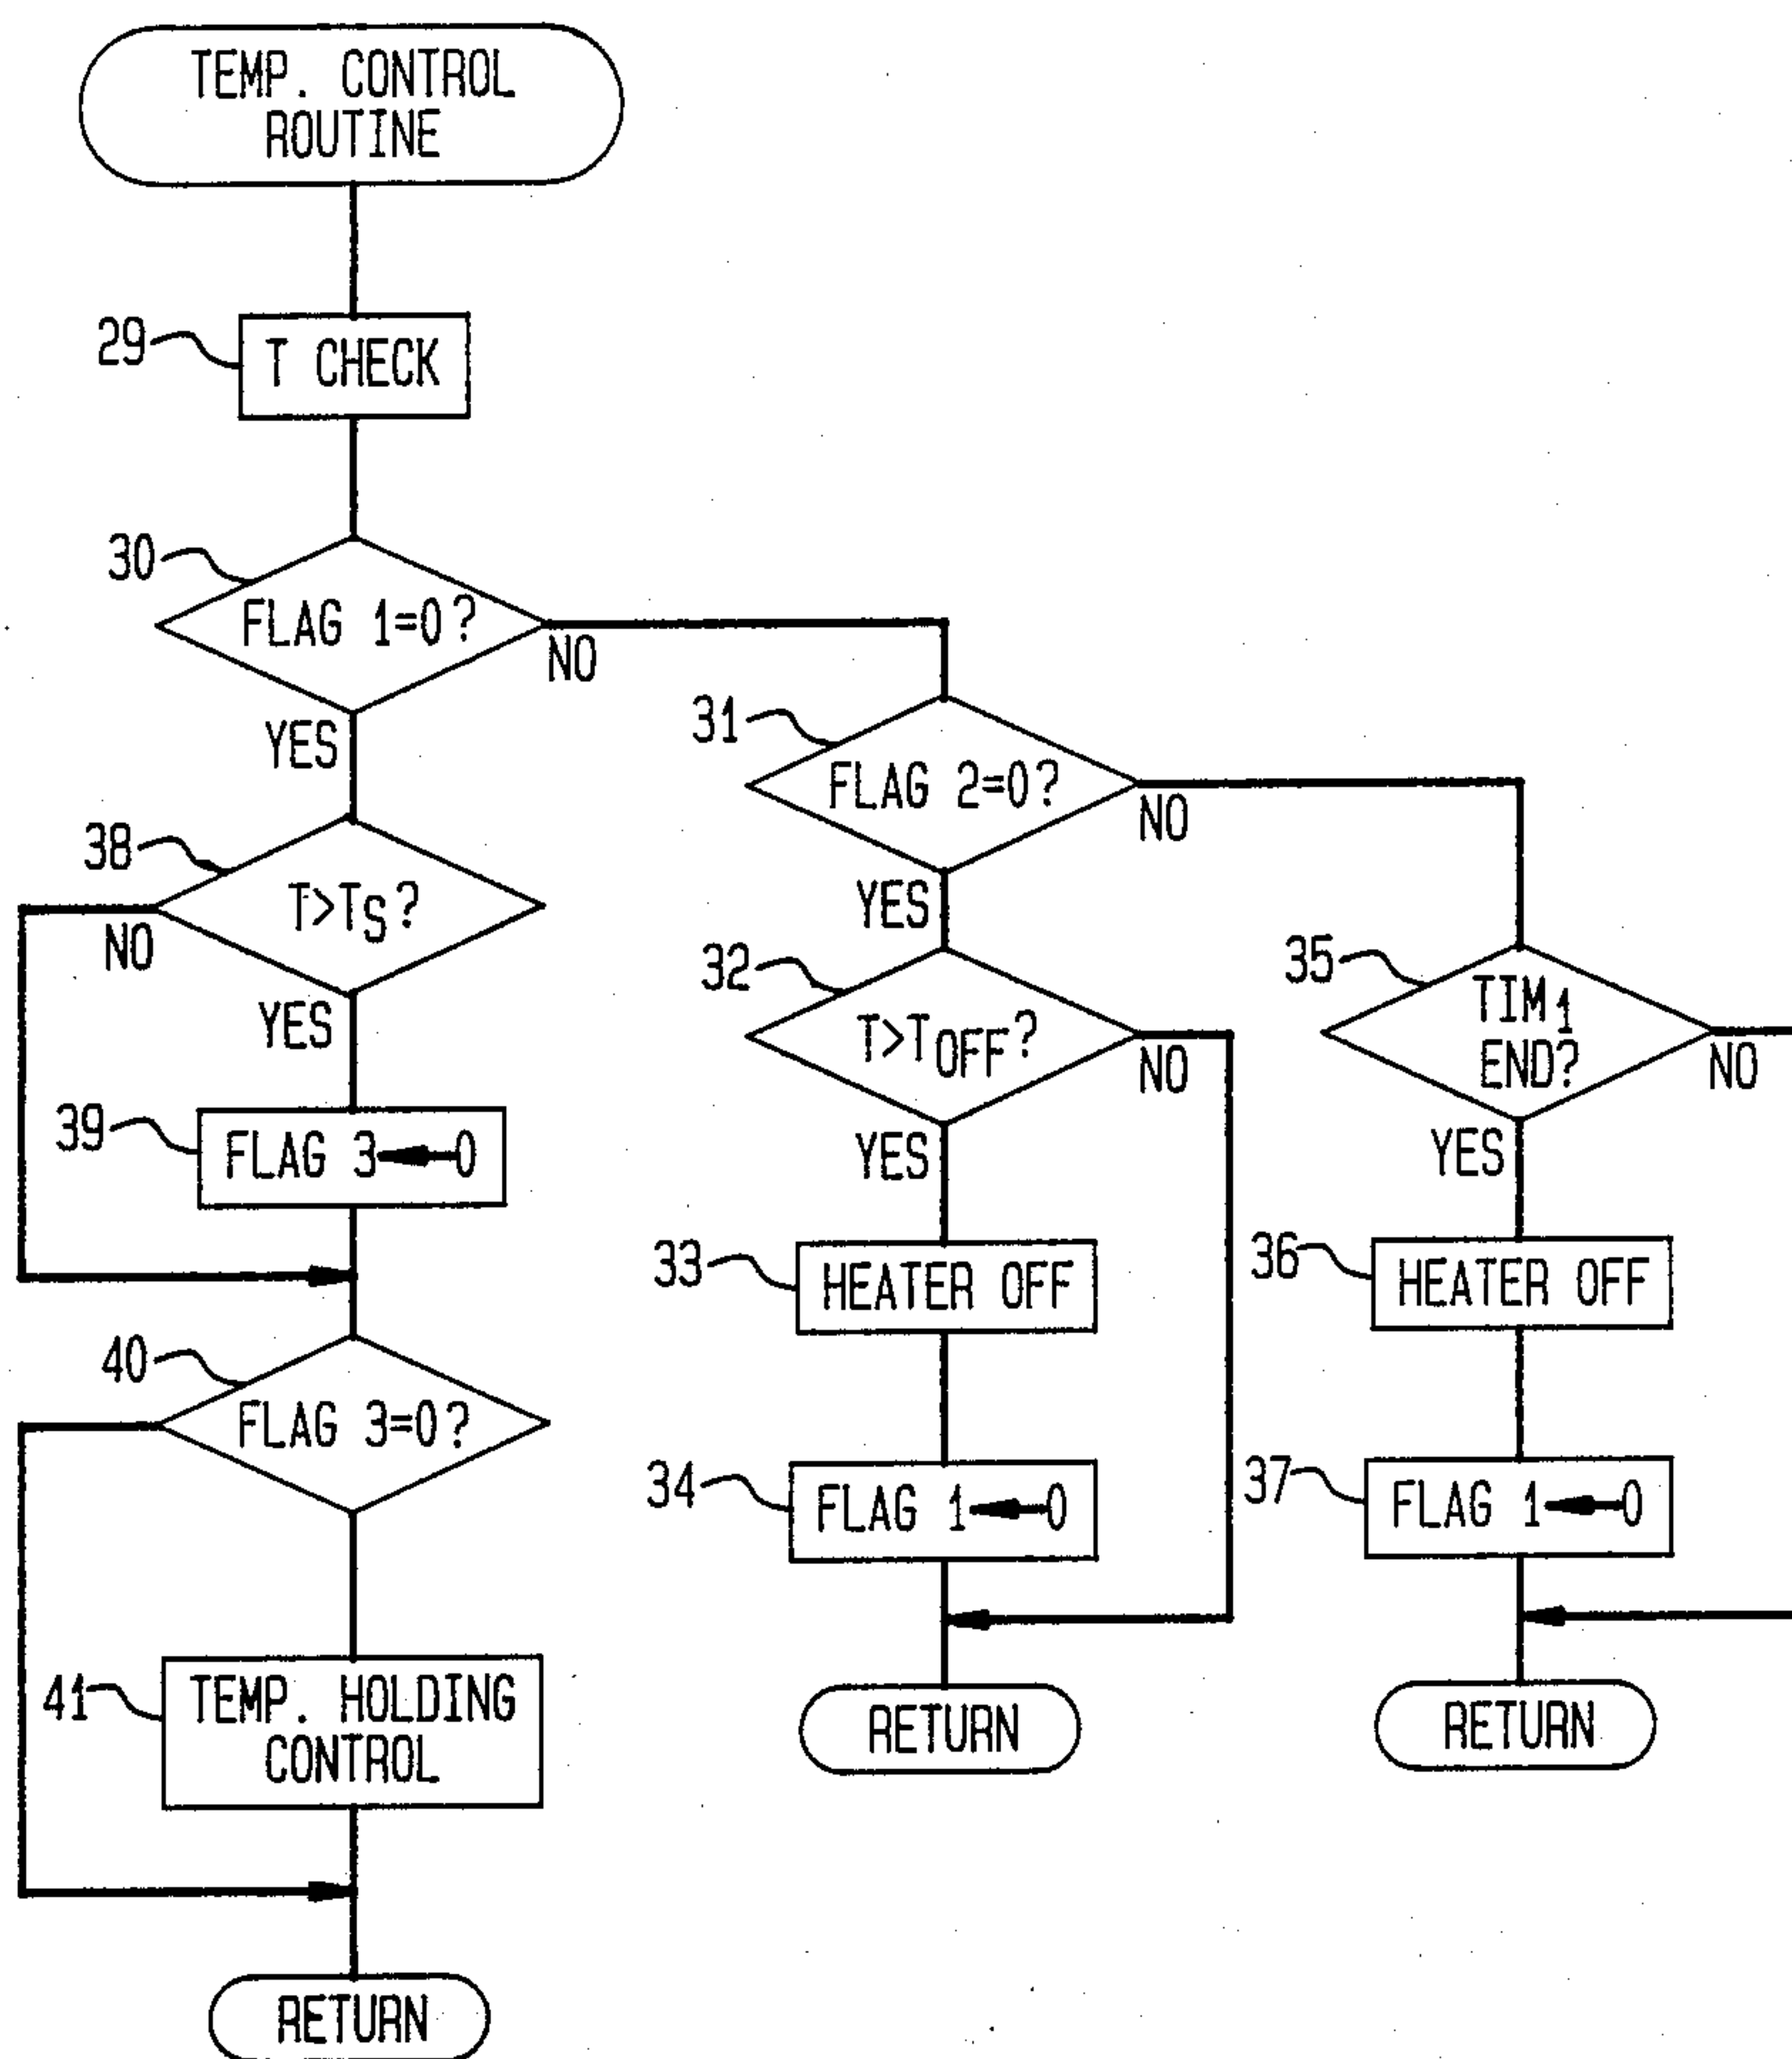 TEMP. CONTROL
ROUTINE
29
T CHECK
30
FLAG 1=0?
NO
YES
31
FLAG 2=0?
NO
YES
38
T>TS?
NO
YES
32
T>TOFF?
NO
YES
35
TIM1
END?
NO
YES
39
FLAG 3←0
33
HEATER OFF
36
HEATER OFF
40
FLAG 3=0?
34
FLAG 1←0
37
FLAG 1←0
41
TEMP. HOLDING
CONTROL
RETURN
RETURN
RETURN